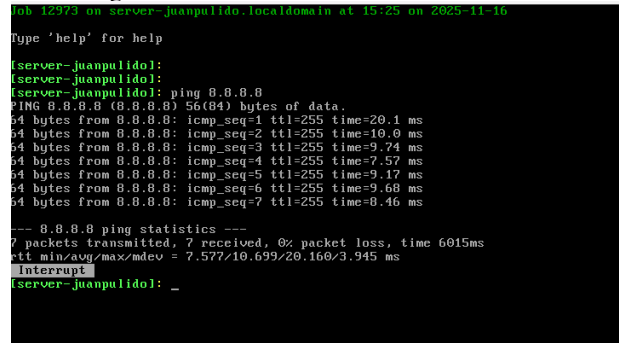 Job 12973 on server-juanpulido.localdomain at 15:25 on 2025-11-16
Type 'help' for help
[server-juanpulido]:
[server-juanpulido]:
[server-juanpulido]: ping 8.8.8.8
PING 8.8.8.8 (8.8.8.8) 56(84) bytes of data.
64 bytes from 8.8.8.8: icmp_seq=1 ttl=255 time=20.1 ms
64 bytes from 8.8.8.8: icmp_seq=2 ttl=255 time=10.0 ms
64 bytes from 8.8.8.8: icmp_seq=3 ttl=255 time=9.74 ms
64 bytes from 8.8.8.8: icmp_seq=4 ttl=255 time=7.57 ms
64 bytes from 8.8.8.8: icmp_seq=5 ttl=255 time=9.17 ms
64 bytes from 8.8.8.8: icmp_seq=6 ttl=255 time=9.68 ms
64 bytes from 8.8.8.8: icmp_seq=7 ttl=255 time=8.46 ms
--- 8.8.8.8 ping statistics ---
7 packets transmitted, 7 received, 0% packet loss, time 6015ms
rtt min/avg/max/mdev = 7.577/10.699/20.160/3.945 ms
Interrupt
[server-juanpulido]: _